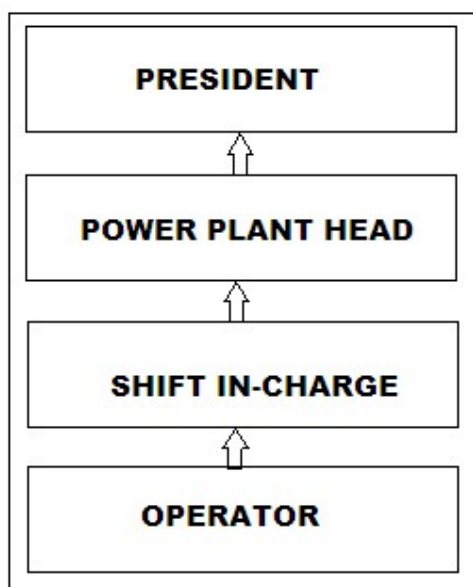 PRESIDENT
POWER PLANT HEAD
SHIFT IN-CHARGE
OPERATOR